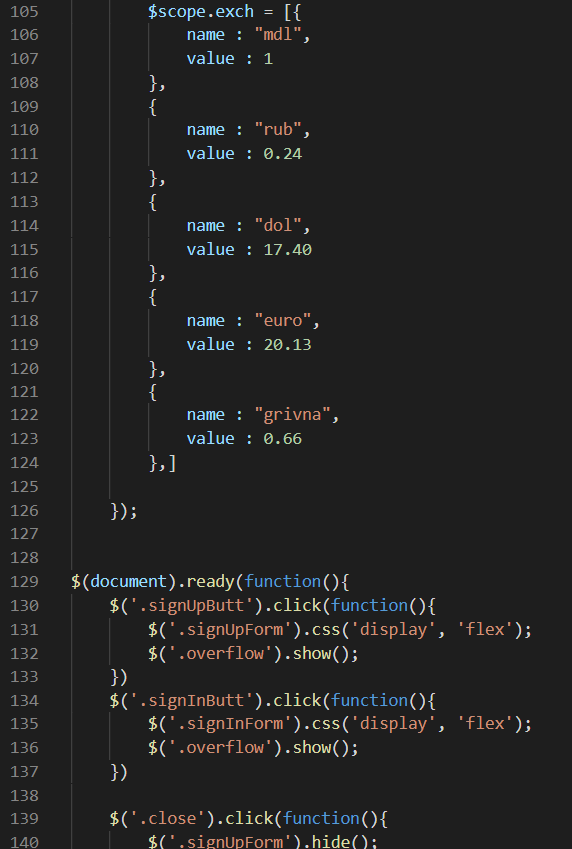 105 $scope.exch = [{
106 name : "mdl",
107 value : 1
108 },
109 {
110 name : "rub",
111 value : 0.24
112 },
113 {
114 name : "dol",
115 value : 17.40
116 },
117 {
118 name : "euro",
119 value : 20.13
120 },
121 {
122 name : "grivna",
123 value : 0.66
124 },]
125
126 });
127
128
129 $(document).ready(function(){
130 $('.signUpButt').click(function(){
131 $('.signUpForm').css('display', 'flex');
132 $('.overflow').show();
133 })
134 $('.signInButt').click(function(){
135 $('.signInForm').css('display', 'flex');
136 $('.overflow').show();
137 })
138
139 $('.close').click(function(){
140 $('.signUpForm').hide();